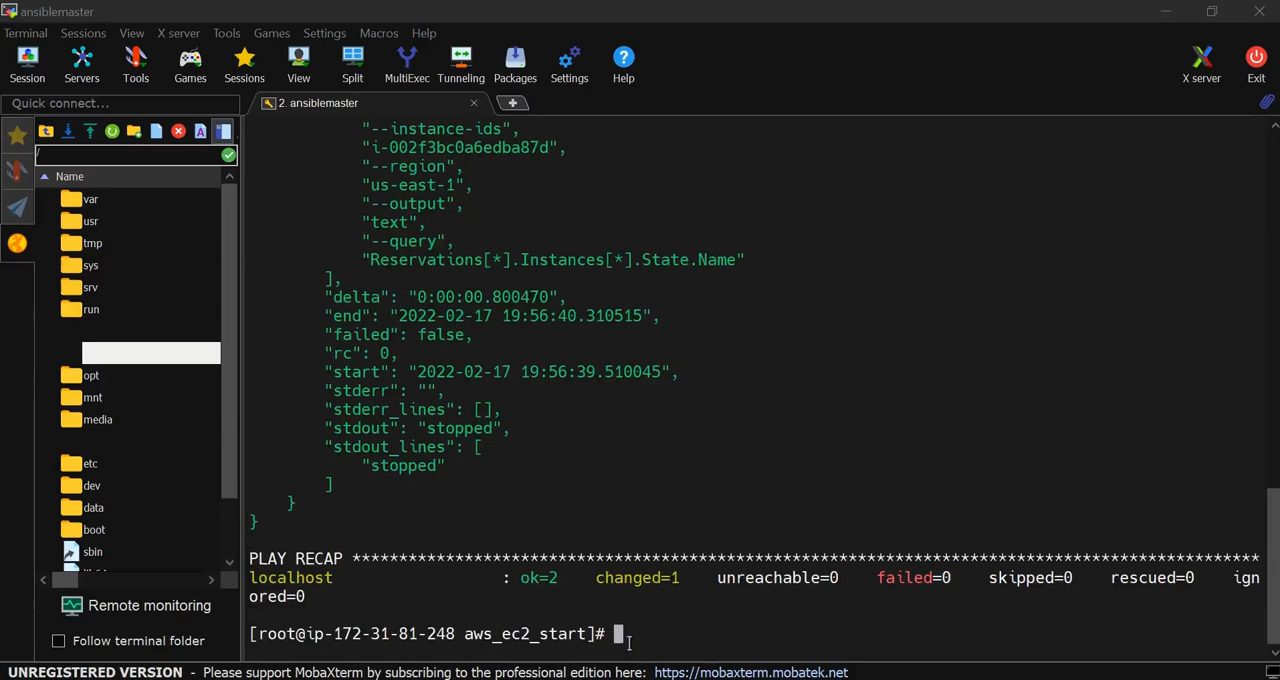 ansiblemaster
Terminal Sessions View X server Tools Games Settings Macros Help
Session Servers Tools Games Sessions View Split MultiExec Tunneling Packages Settings Help X server Exit
Quick connect...
2. ansiblemaster
/
Name
var
usr
tmp
sys
srv
run
opt
mnt
media
etc
dev
data
boot
sbin
Remote monitoring
Follow terminal folder
"--instance-ids",
"i-002f3bc0a6edba87d",
"--region",
"us-east-1",
"--output",
"text",
"--query",
"Reservations[*].Instances[*].State.Name"
],
"delta": "0:00:00.800470",
"end": "2022-02-17 19:56:40.310515",
"failed": false,
"rc": 0,
"start": "2022-02-17 19:56:39.510045",
"stderr": "",
"stderr_lines": [],
"stdout": "stopped",
"stdout_lines": [
"stopped"
]
}
}
PLAY RECAP *************************************************************************************************
localhost : ok=2 changed=1 unreachable=0 failed=0 skipped=0 rescued=0 ign
ored=0
[root@ip-172-31-81-248 aws_ec2_start]#
UNREGISTERED VERSION - Please support MobaXterm by subscribing to the professional edition here: https://mobaxterm.mobatek.net